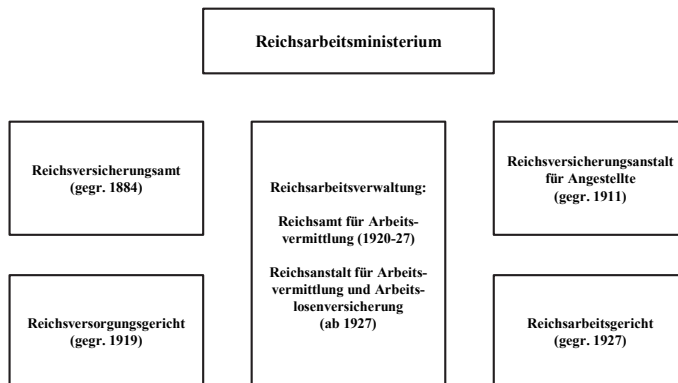 Reichsarbeitsministerium
Reichsversicherungsamt
(gegr. 1884)
Reichsarbeitsverwaltung:
Reichsamt für Arbeits-
vermittlung (1920-27)
Reichsanstalt für Arbeits-
vermittlung und Arbeits-
losenversicherung
(ab 1927)
Reichsversicherungsanstalt
für Angestellte
(gegr. 1911)
Reichsversorgungsgericht
(gegr. 1919)
Reichsarbeitsgericht
(gegr. 1927)